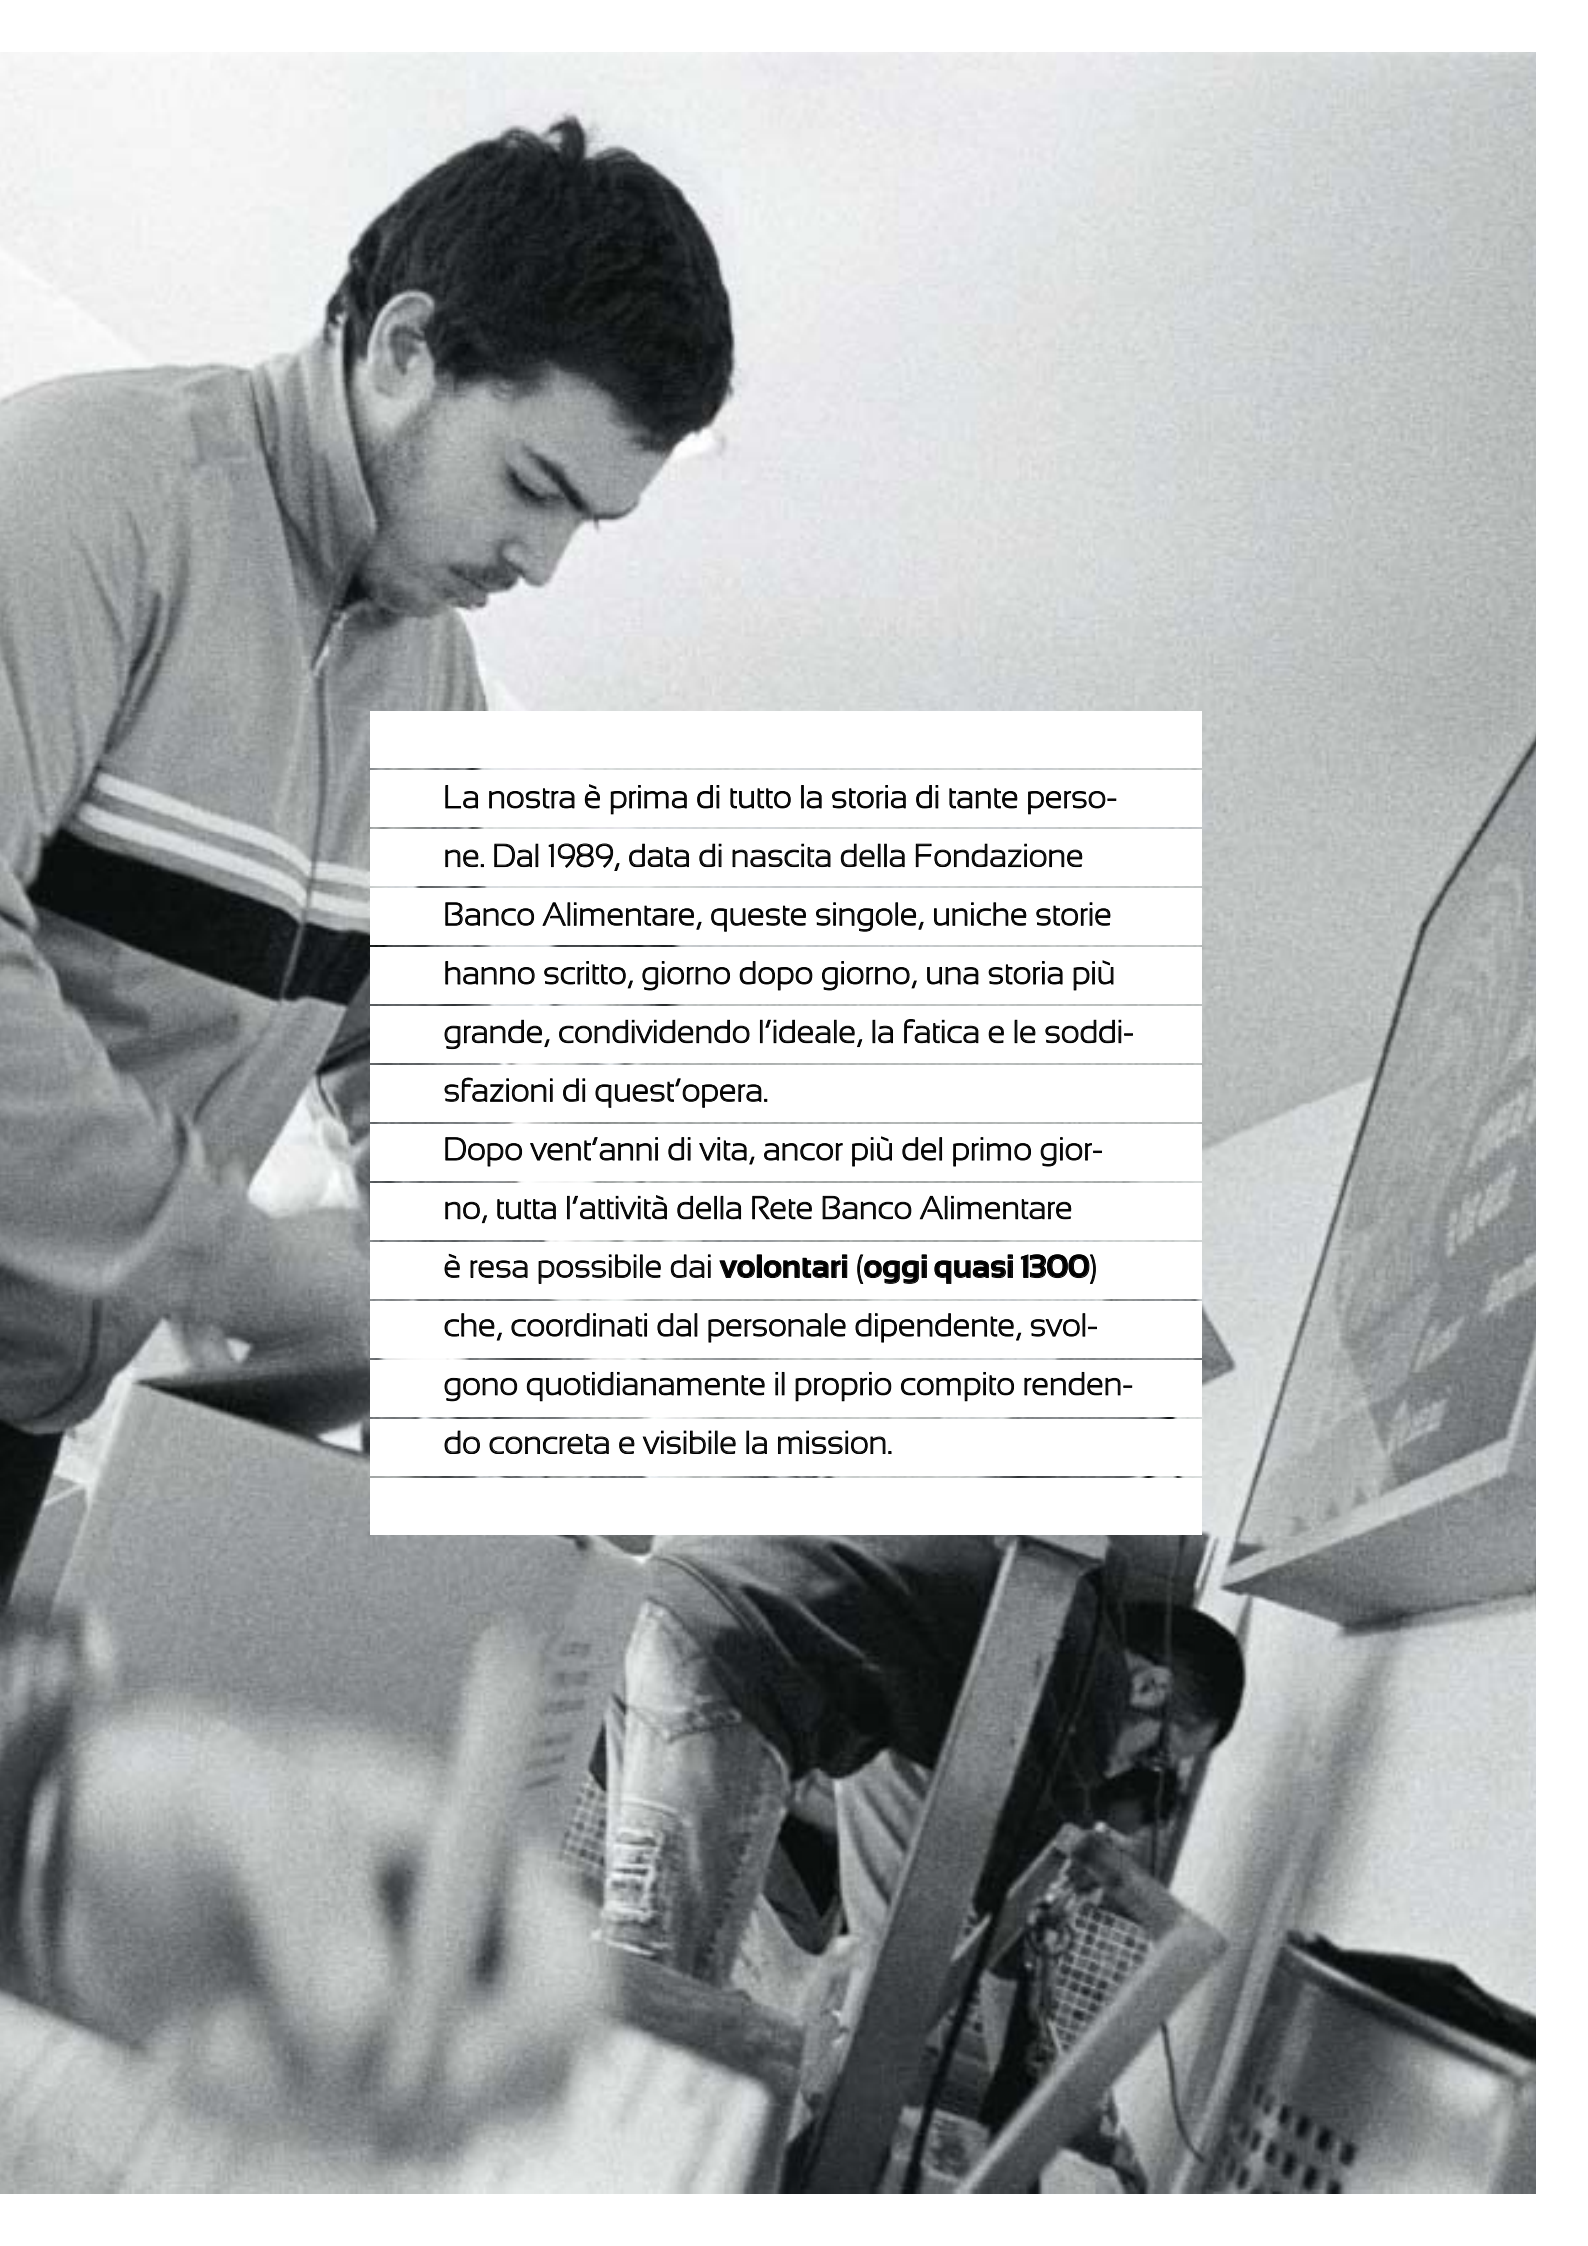 La nostra è prima di tutto la storia di tante perso-
ne. Dal 1989, data di nascita della Fondazione
Banco Alimentare, queste singole, uniche storie
hanno scritto, giorno dopo giorno, una storia più
grande, condividendo l'ideale, la fatica e le soddi-
sfazioni di quest'opera.
Dopo vent'anni di vita, ancor più del primo gior-
no, tutta l'attività della Rete Banco Alimentare
è resa possibile dai volontari (oggi quasi 1300)
che, coordinati dal personale dipendente, svol-
gono quotidianamente il proprio compito renden-
do concreta e visibile la mission.